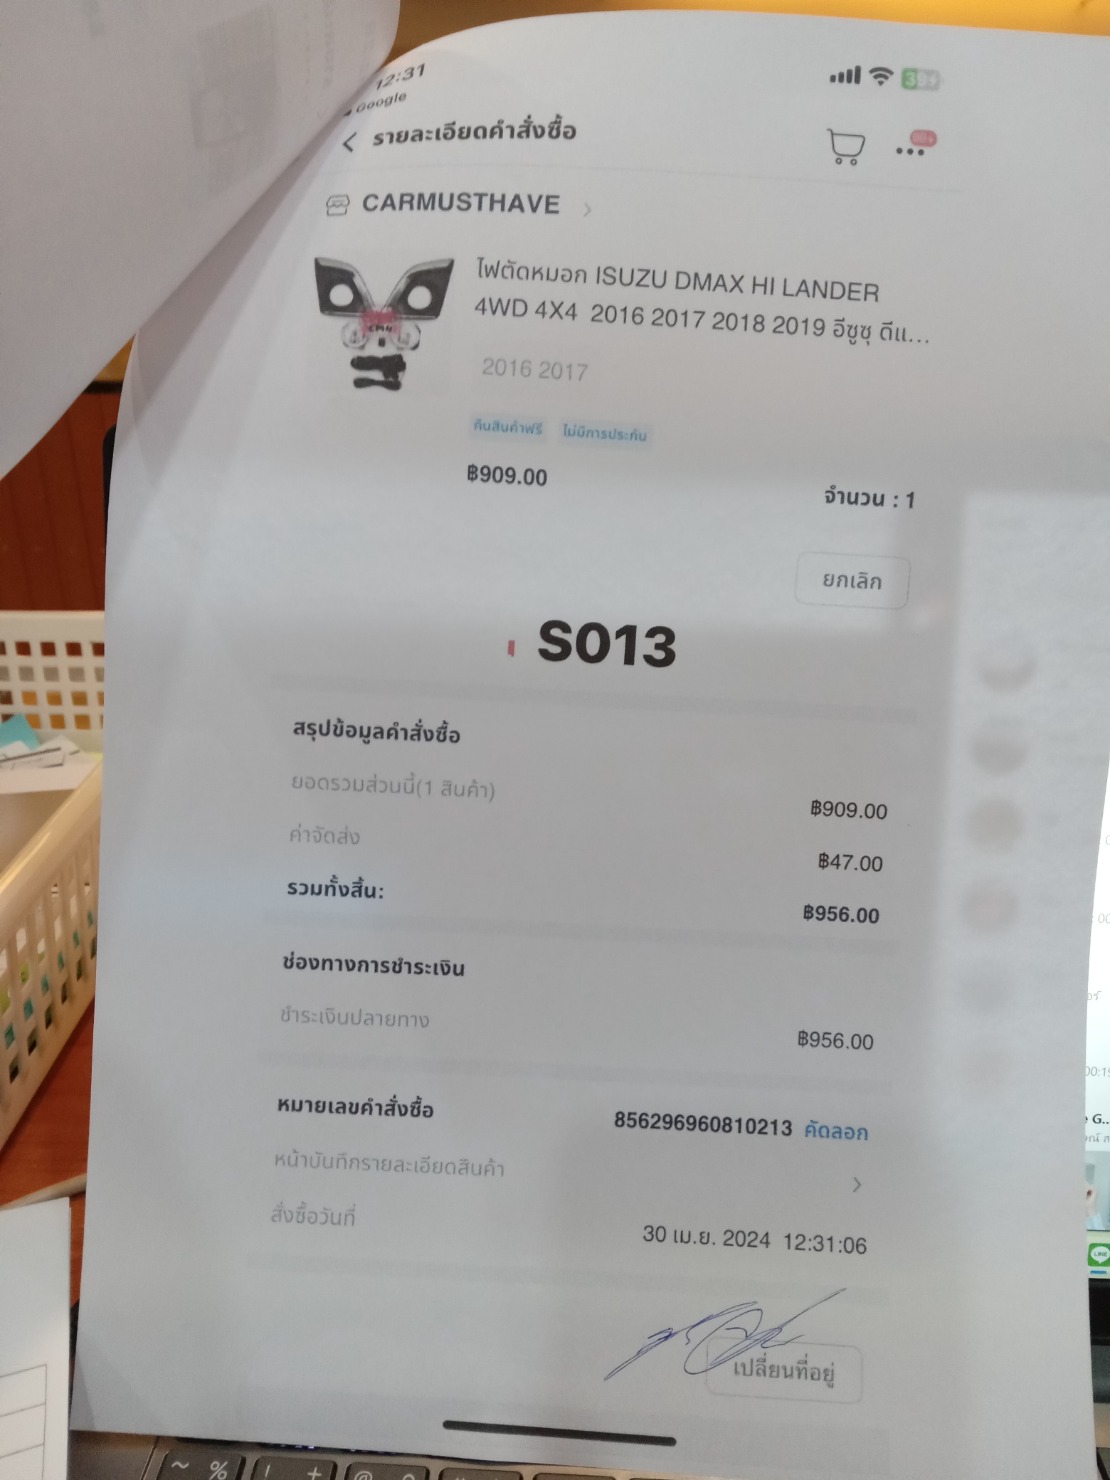 12:31
Google
39
รายละเอียดคำสั่งซื้อ
CARMUSTHAVE
ไฟตัดหมอก ISUZU DMAX HI LANDER
4WD 4X4 2016 2017 2018 2019 อีซูซุ ดีแ...
2016 2017
คืนสินค้าฟรี ไม่มีการประกัน
฿909.00
จำนวน : 1
ยกเลิก
S013
สรุปข้อมูลคำสั่งซื้อ
ยอดรวมส่วนนี้(1 สินค้า)
฿909.00
ค่าจัดส่ง
฿47.00
รวมทั้งสิ้น:
฿956.00
ช่องทางการชำระเงิน
ชำระเงินปลายทาง
฿956.00
หมายเลขคำสั่งซื้อ
856296960810213 คัดลอก
หน้าบันทึกรายละเอียดสินค้า
สั่งซื้อวันที่
30 เม.ย. 2024 12:31:06
เปลี่ยนที่อยู่